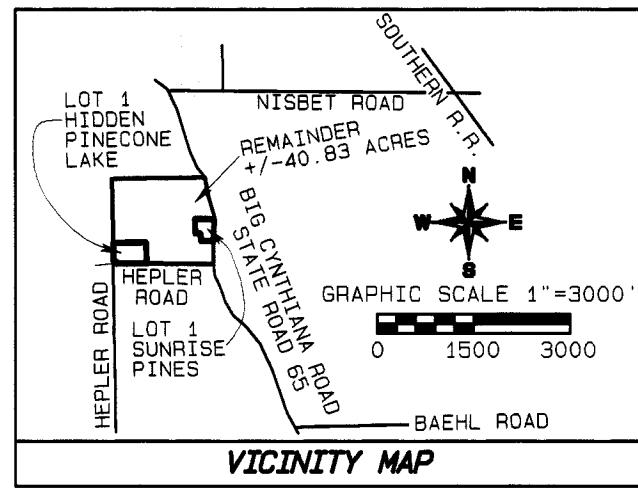 SOUTHERN R.R.
LOT 1
HIDDEN
PINECONE
LAKE
NISBET ROAD
REMAINDER
+/-40.83 ACRES
N
W
E
S
BIG CYNTHIANA ROAD
STATE ROAD 65
HEPLER
ROAD
HEPLER ROAD
LOT 1
SUNRISE
PINES
GRAPHIC SCALE 1"=3000'
0 1500 3000
BAEHL ROAD
VICINITY MAP